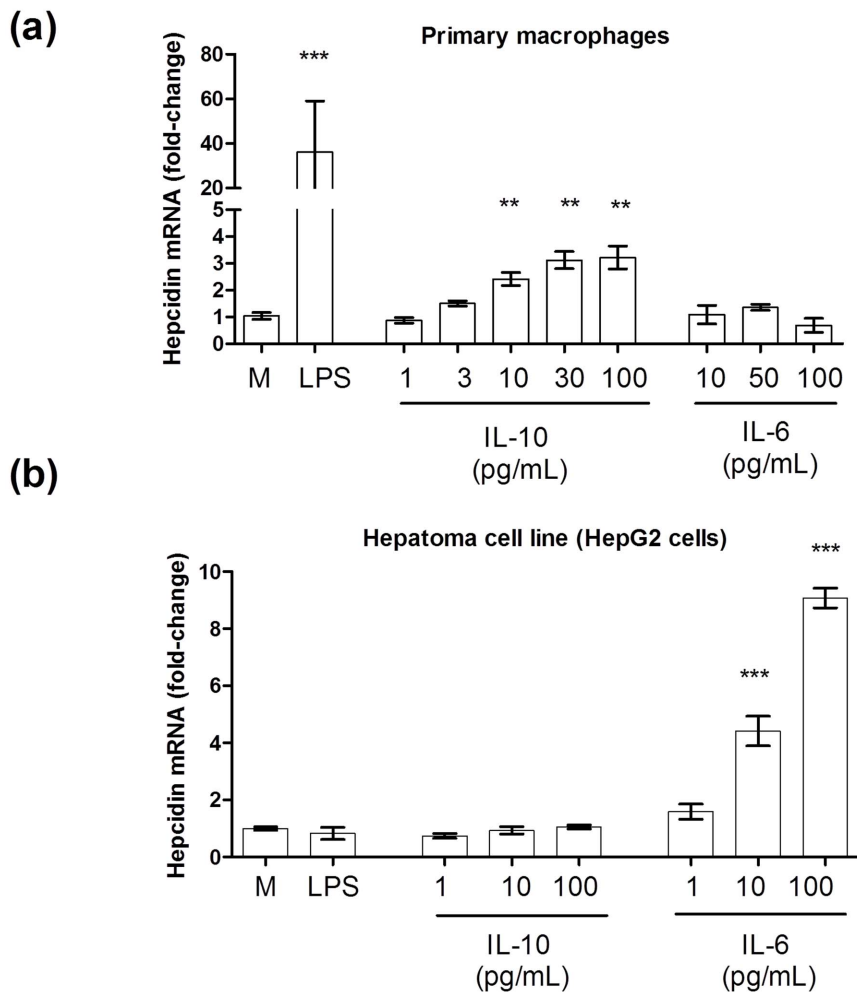 (a)
Primary macrophages
Hepcidin mRNA (fold-change)
80
60
40
20
5
4
3
2
1
0
***
** ** **
M LPS 1 3 10 30 100 10 50 100
IL-10 IL-6
(pg/mL) (pg/mL)
(b)
Hepatoma cell line (HepG2 cells)
Hepcidin mRNA (fold-change)
10
8
6
4
2
0
***
***
M LPS 1 10 100 1 10 100
IL-10 IL-6
(pg/mL) (pg/mL)